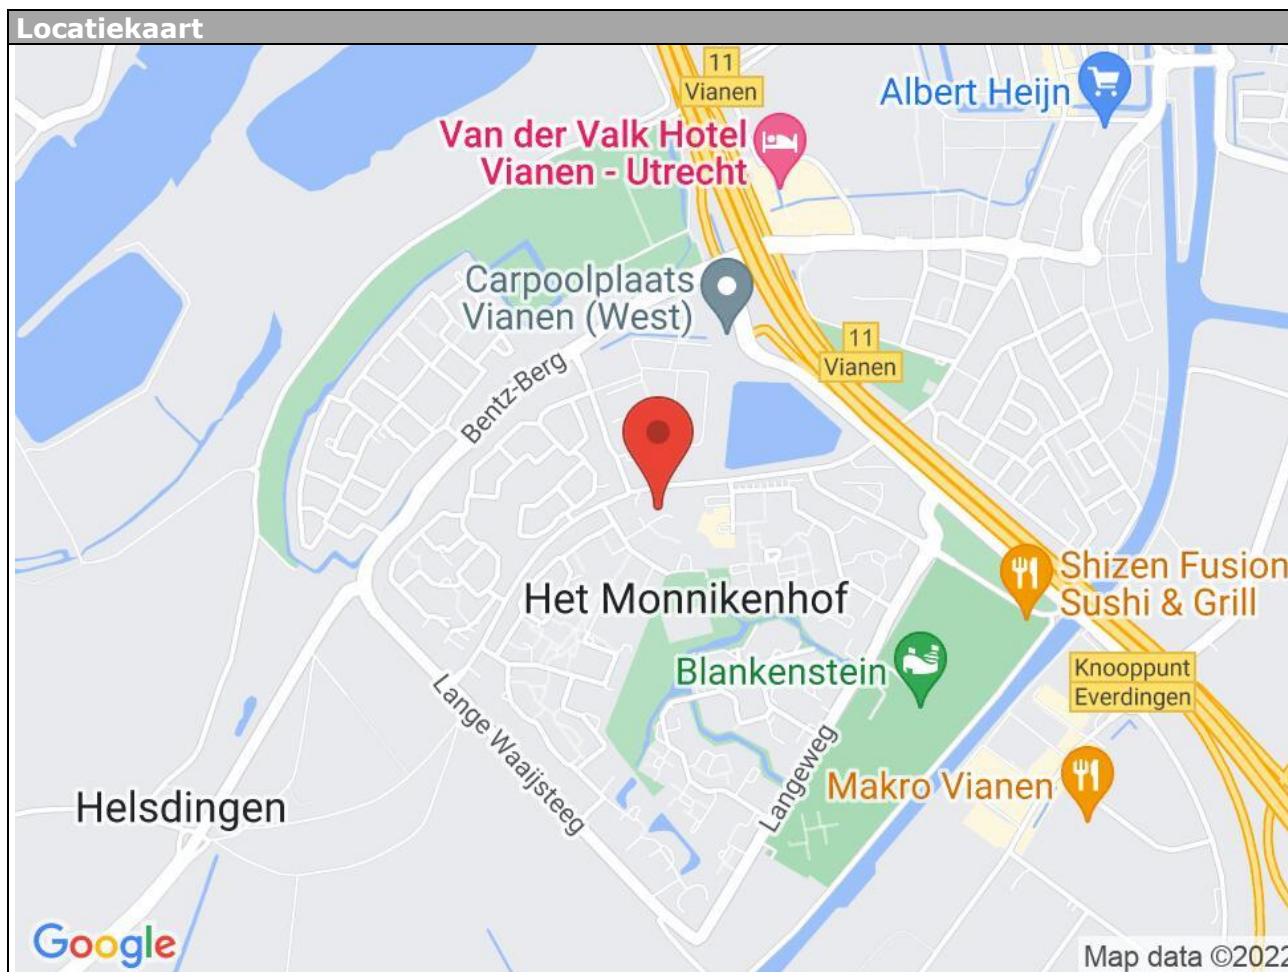 Locatiekaart
11
Vianen
Albert Heijn
Van der Valk Hotel
Vianen - Utrecht
Carpoolplaats
Vianen (West)
11
Vianen
Bentz-Berg
Het Monnikenhof
Shizen Fusion
Sushi & Grill
Blankenstein
Knooppunt
Everdingen
Lange Waaijsteeg
Langeweg
Makro Vianen
Helsdingen
Google
Map data ©2022